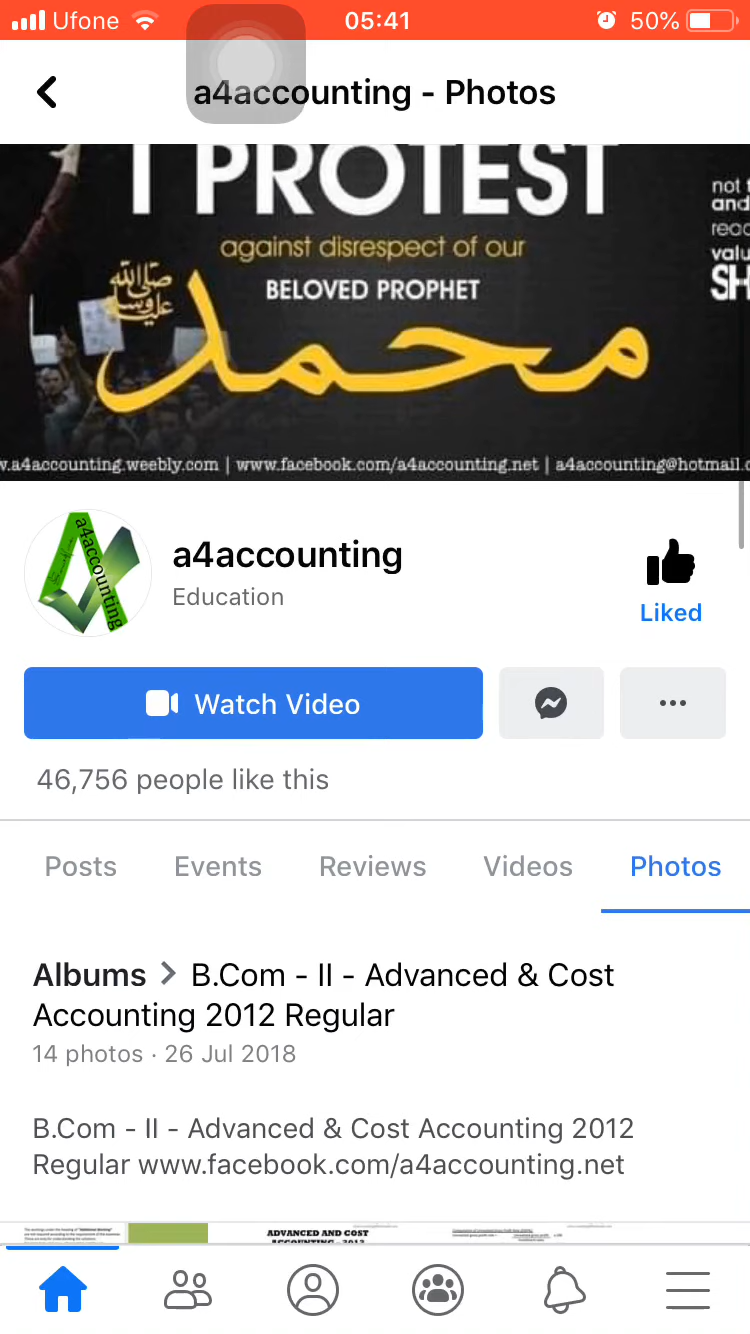 Ufone 05:41 50%
a4accounting - Photos
I PROTEST
against disrespect of our
BELOVED PROPHET
صلى الله
عليه وسلم
محمد
not
and
valu
SH
v.a4accounting.weebly.com | www.facebook.com/a4accounting.net | a4accounting@hotmail.c
a4accounting
a4accounting
Education
Liked
Watch Video
46,756 people like this
Posts Events Reviews Videos Photos
Albums > B.Com - II - Advanced & Cost
Accounting 2012 Regular
14 photos · 26 Jul 2018
B.Com - II - Advanced & Cost Accounting 2012
Regular www.facebook.com/a4accounting.net
ADVANCED AND COST
ACCOUNTING - 2012